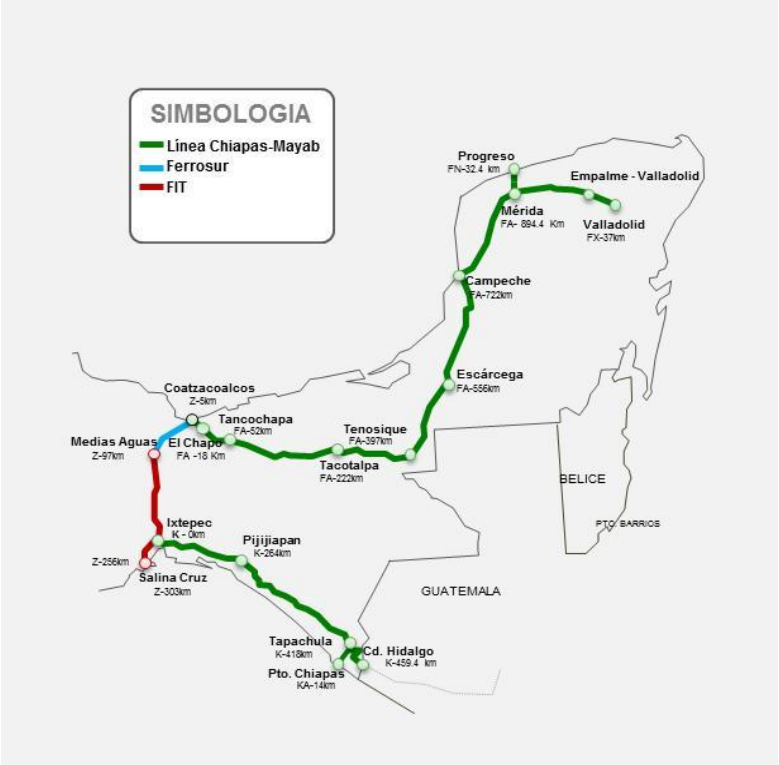 SIMBOLOGIA
Línea Chiapas-Mayab
Ferrosur
FIT
Progreso
FN-32.4 km
Empalme - Valladolid
Mérida
FA- 894.4 Km
Valladolid
FX-37km
Campeche
FA-722km
Escárcega
FA-556km
Coatzacoalcos
Z-5km
Tancochapa
FA-52km
Tenosique
FA-397km
Medias Aguas
Z-97km
El Chapo
FA -18 Km
Tacotalpa
FA-222km
BELICE
PTO. BARRIOS
Ixtepec
K - 0km
Pijijiapan
K-264km
Z-256km
Salina Cruz
Z-303km
GUATEMALA
Tapachula
K-418km
Cd. Hidalgo
K-459.4 km
Pto. Chiapas
KA-14km